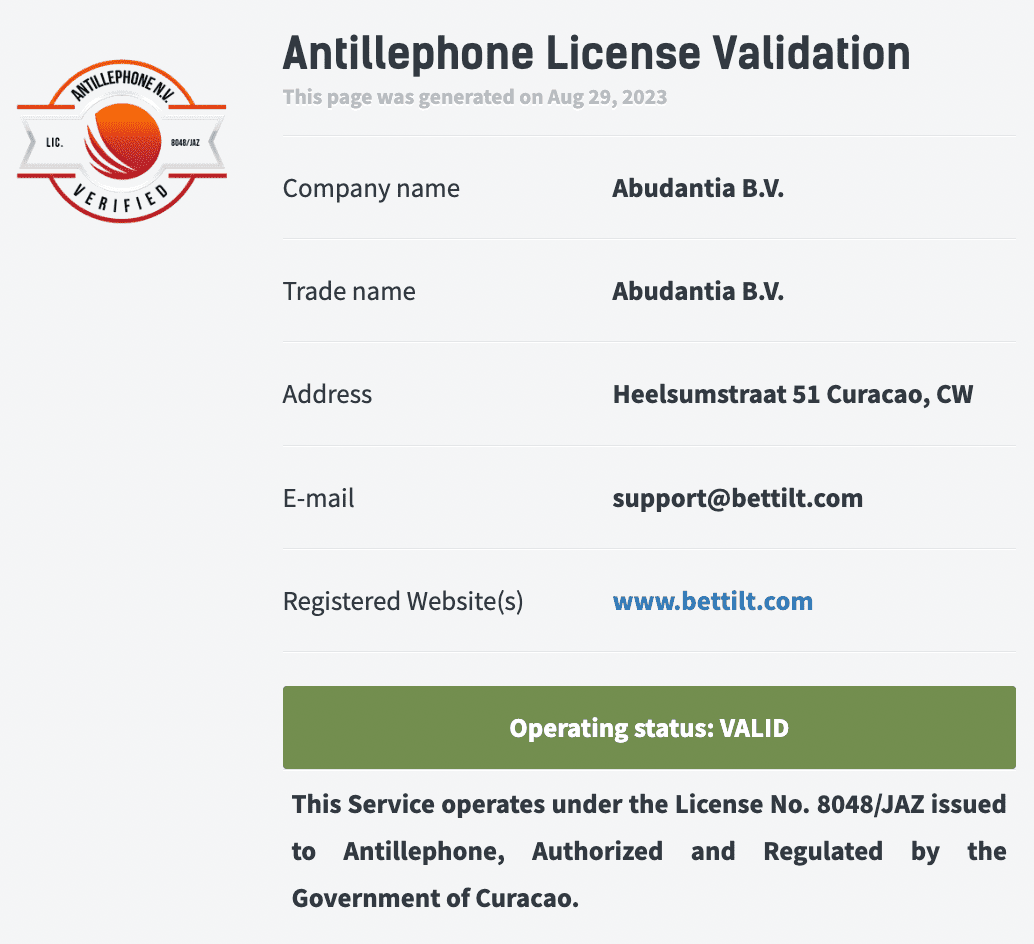 Antillephone License Validation
This page was generated on Aug 29, 2023
ANTILLEPHONE N.V.
LIC.
8048/JAZ
VERIFIED
Company name Abudantia B.V.
Trade name Abudantia B.V.
Address Heelsumstraat 51 Curacao, CW
E-mail support@bettilt.com
Registered Website(s) www.bettilt.com
Operating status: VALID
This Service operates under the License No. 8048/JAZ issued
to Antillephone, Authorized and Regulated by the
Government of Curacao.